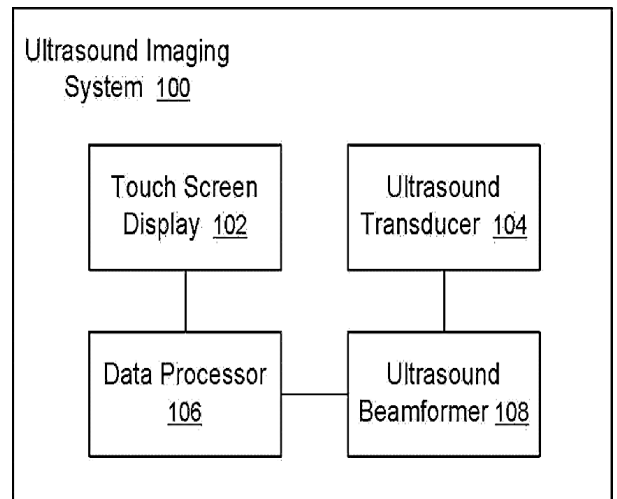 Ultrasound Imaging
System 100
Touch Screen
Display 102
Ultrasound
Transducer 104
Data Processor
106
Ultrasound
Beamformer 108